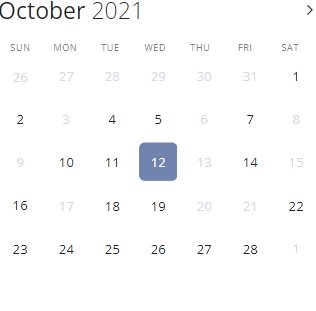 October 2021
SUN MON TUE WED THU FRI SAT
26 27 28 29 30 31 1
2 3 4 5 6 7 8
9 10 11 12 13 14 15
16 17 18 19 20 21 22
23 24 25 26 27 28 1